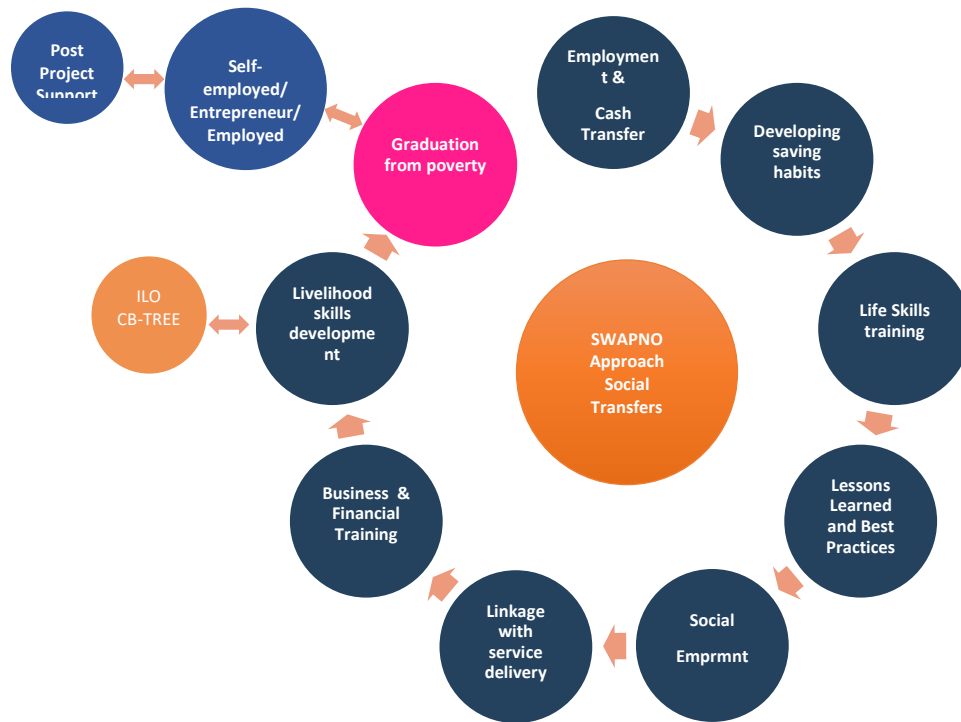 Post
Project
Support
Self-
employed/
Entrepreneur/
Employed
Graduation
from poverty
Employmen
t &
Cash
Transfer
Developing
saving
habits
Life Skills
training
Lessons
Learned
and Best
Practices
Social
Emprmnt
Linkage
with
service
delivery
Business &
Financial
Training
Livelihood
skills
developme
nt
ILO
CB-TREE
SWAPNO
Approach
Social
Transfers